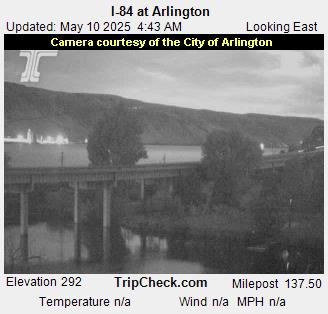 I-84 at Arlington
Updated: May 10 2025 4:43 AM Looking East
Camera courtesy of the City of Arlington
Elevation 292 TripCheck.com Milepost 137.50
Temperature n/a Wind n/a MPH n/a